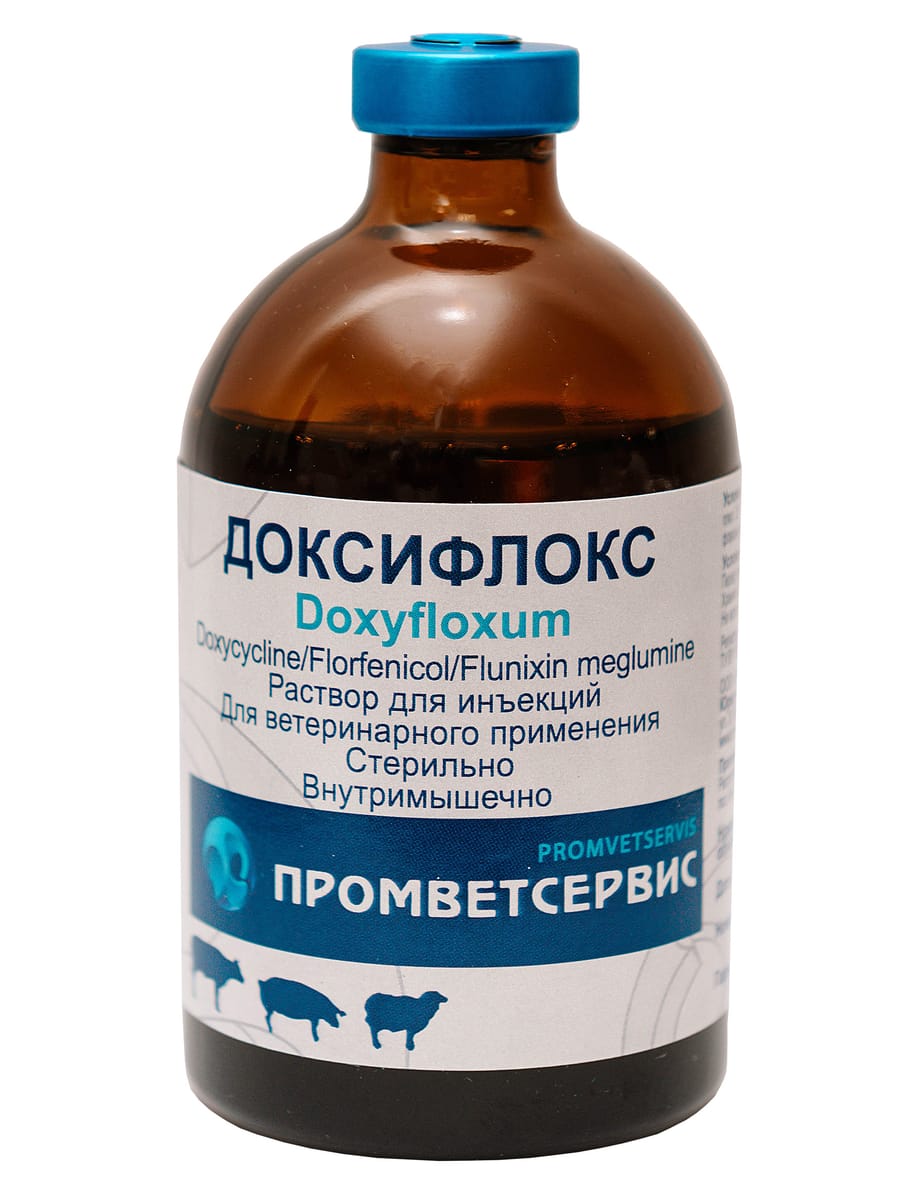 ДОКСИФЛОКС
Doxyfloxum
Doxycycline/Florfenicol/Flunixin meglumine
Раствор для инъекций
Для ветеринарного применения
Стерильно
Внутримышечно
PROMVETSERVIS
ПРОМВЕТСЕРВИС